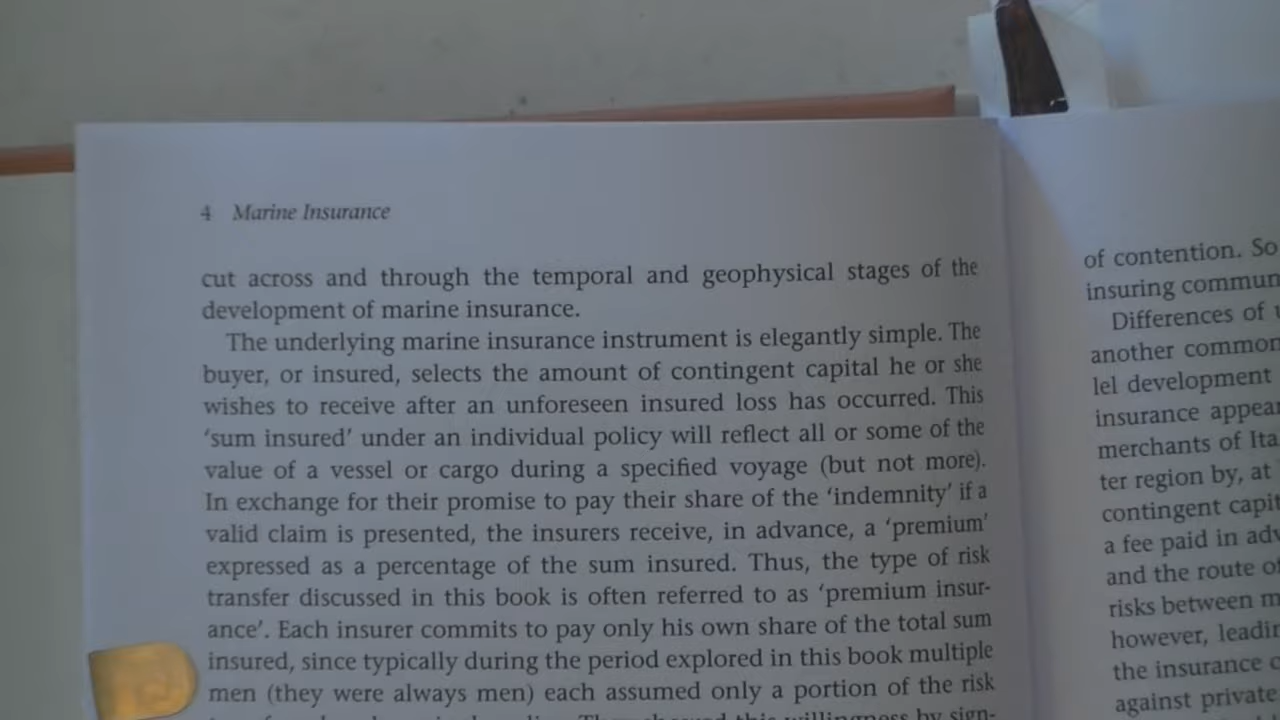 4 Marine Insurance
cut across and through the temporal and geophysical stages of the
development of marine insurance.
The underlying marine insurance instrument is elegantly simple. The
buyer, or insured, selects the amount of contingent capital he or she
wishes to receive after an unforeseen insured loss has occurred. This
‘sum insured’ under an individual policy will reflect all or some of the
value of a vessel or cargo during a specified voyage (but not more).
In exchange for their promise to pay their share of the ‘indemnity’ if a
valid claim is presented, the insurers receive, in advance, a ‘premium’
expressed as a percentage of the sum insured. Thus, the type of risk
transfer discussed in this book is often referred to as ‘premium insur-
ance’. Each insurer commits to pay only his own share of the total sum
insured, since typically during the period explored in this book multiple
men (they were always men) each assumed only a portion of the risk
this willingness by sign-
of contention. So
insuring commun
Differences of
another common
lel development
insurance appear
merchants of Ita
ter region by, at
contingent capit
a fee paid in adv
and the route of
risks between m
however, leadin
the insurance
against private